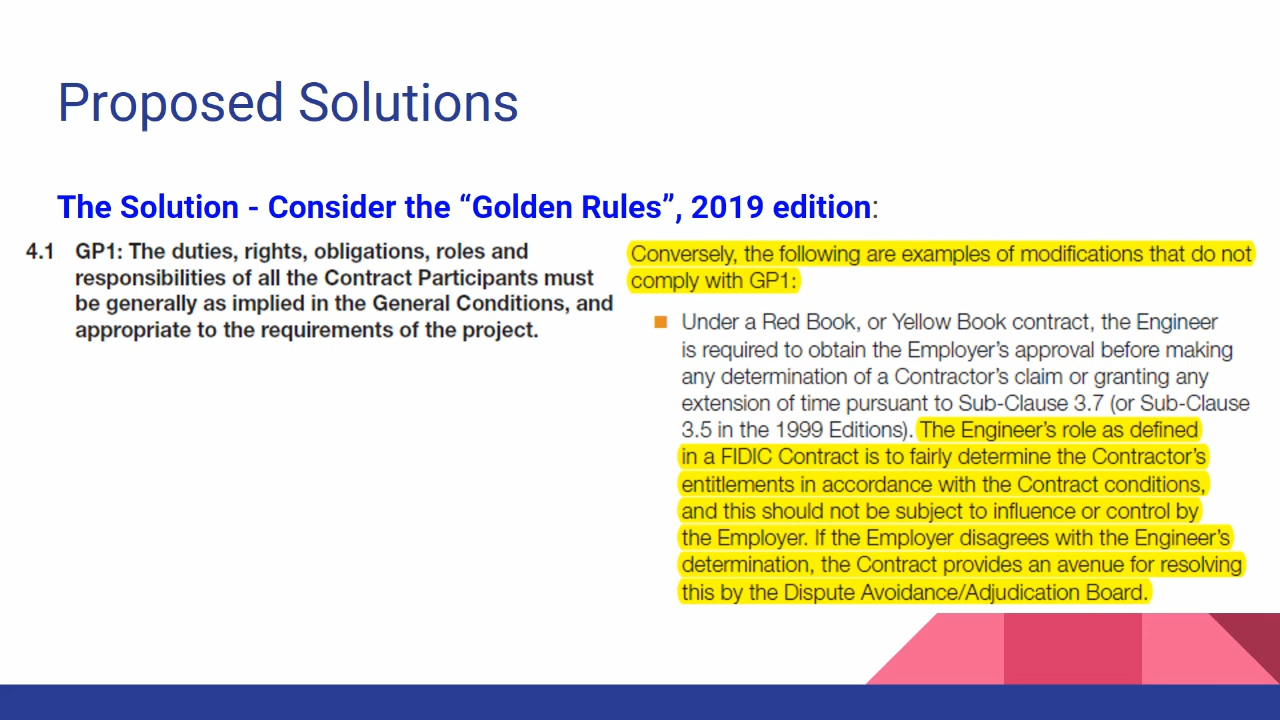 Proposed Solutions
The Solution - Consider the “Golden Rules”, 2019 edition:
4.1 GP1: The duties, rights, obligations, roles and
responsibilities of all the Contract Participants must
be generally as implied in the General Conditions, and
appropriate to the requirements of the project.
Conversely, the following are examples of modifications that do not
comply with GP1:
■ Under a Red Book, or Yellow Book contract, the Engineer
is required to obtain the Employer’s approval before making
any determination of a Contractor’s claim or granting any
extension of time pursuant to Sub-Clause 3.7 (or Sub-Clause
3.5 in the 1999 Editions). The Engineer’s role as defined
in a FIDIC Contract is to fairly determine the Contractor’s
entitlements in accordance with the Contract conditions,
and this should not be subject to influence or control by
the Employer. If the Employer disagrees with the Engineer’s
determination, the Contract provides an avenue for resolving
this by the Dispute Avoidance/Adjudication Board.